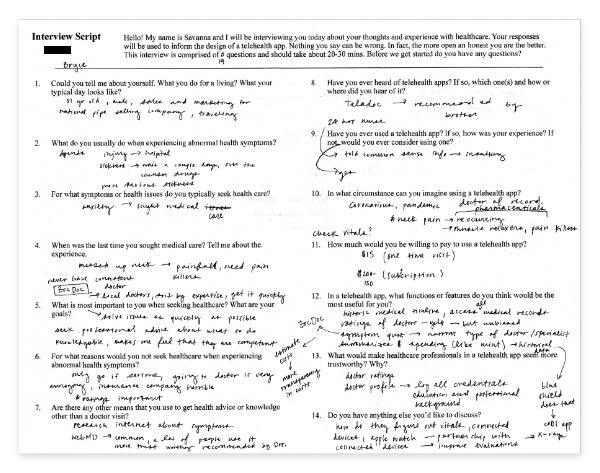 Interview Script
Hello! My name is Savanna and I will be interviewing you today about your thoughts and experience with healthcare. Your responses
will be used to inform the design of a telehealth app. Nothing you say can be wrong. In fact, the more open an honest you are the better.
This interview is comprised of # questions and should take about 20-30 mins. Before we get started do you have any questions?
19
Bryce
1. Could you tell me about yourself. What you do for a living? What your
typical day looks like?
31 yr old, male, sales and marketing for
national pipe selling company, traveling
2. What do you usually do when experiencing abnormal health symptoms?
depends injury → hospital
sickness → wait a couple days, over the
counter drugs
more serious sickness
3. For what symptoms or health issues do you typically seek health care?
anxiety → sought medical
care
4. When was the last time you sought medical care? Tell me about the
experience.
messed up neck → painful, need pain
killers
never have consistent
doctor
ZocDoc → local doctors, sort by expertise, get it quickly
5. What is most important to you when seeking healthcare? What are your
goals?
→ solve issue as quickly as possible
seek professional advice about what to do
knowledgable, makes me feel that they are competent
6. For what reasons would you not seek healthcare when experiencing
abnormal health symptoms?
only go if serious, going to doctor is very
annoying, insurance company horrible
* ratings important
ZocDoc
estimate
costs
→ more
transparency
in costs
7. Are there any other means that you use to get health advice or knowledge
other than a doctor visit?
research internet about symptoms
WebMD → common, a lot of people use it
more trust worthy recommended by Drs.
8. Have you ever heard of telehealth apps? If so, which one(s) and how or
where did you hear of it?
Teladoc → recommended by
brother
24 hr nurse
9. Have you ever used a telehealth app? If so, how was your experience? If
not would you ever consider using one?
→ told common sense info → insulting
→ yes
10. In what circumstance can you imagine using a telehealth app?
Coronavirus, pandemic doctor of record,
pharmaceuticals
* neck pain → reoccuring
→ muscle relaxers, pain killers
check vitals?
11. How much would you be willing to pay to use a telehealth app?
$15 (one time visit)
$100-
150
(subscription)
12. In a telehealth app, what functions or features do you think would be the
most useful for you?
historic medical timeline, access all medical records
ratings of doctor → yelp → but unbiased
symptom quiz → narrows type of doctor/specialist
summarizes $ spending (like mint) → historical
13. What would make healthcare professionals in a telehealth app seem more
trustworthy? Why?
doctor ratings
doctor profile → log all credentials
education and professional
background
blue
shield
does that
14. Do you have anything else you'd like to discuss?
how do they figure out vitals, connected
devices, apple watch → partnership with
connected devices → improve evaluations
→ x-rays